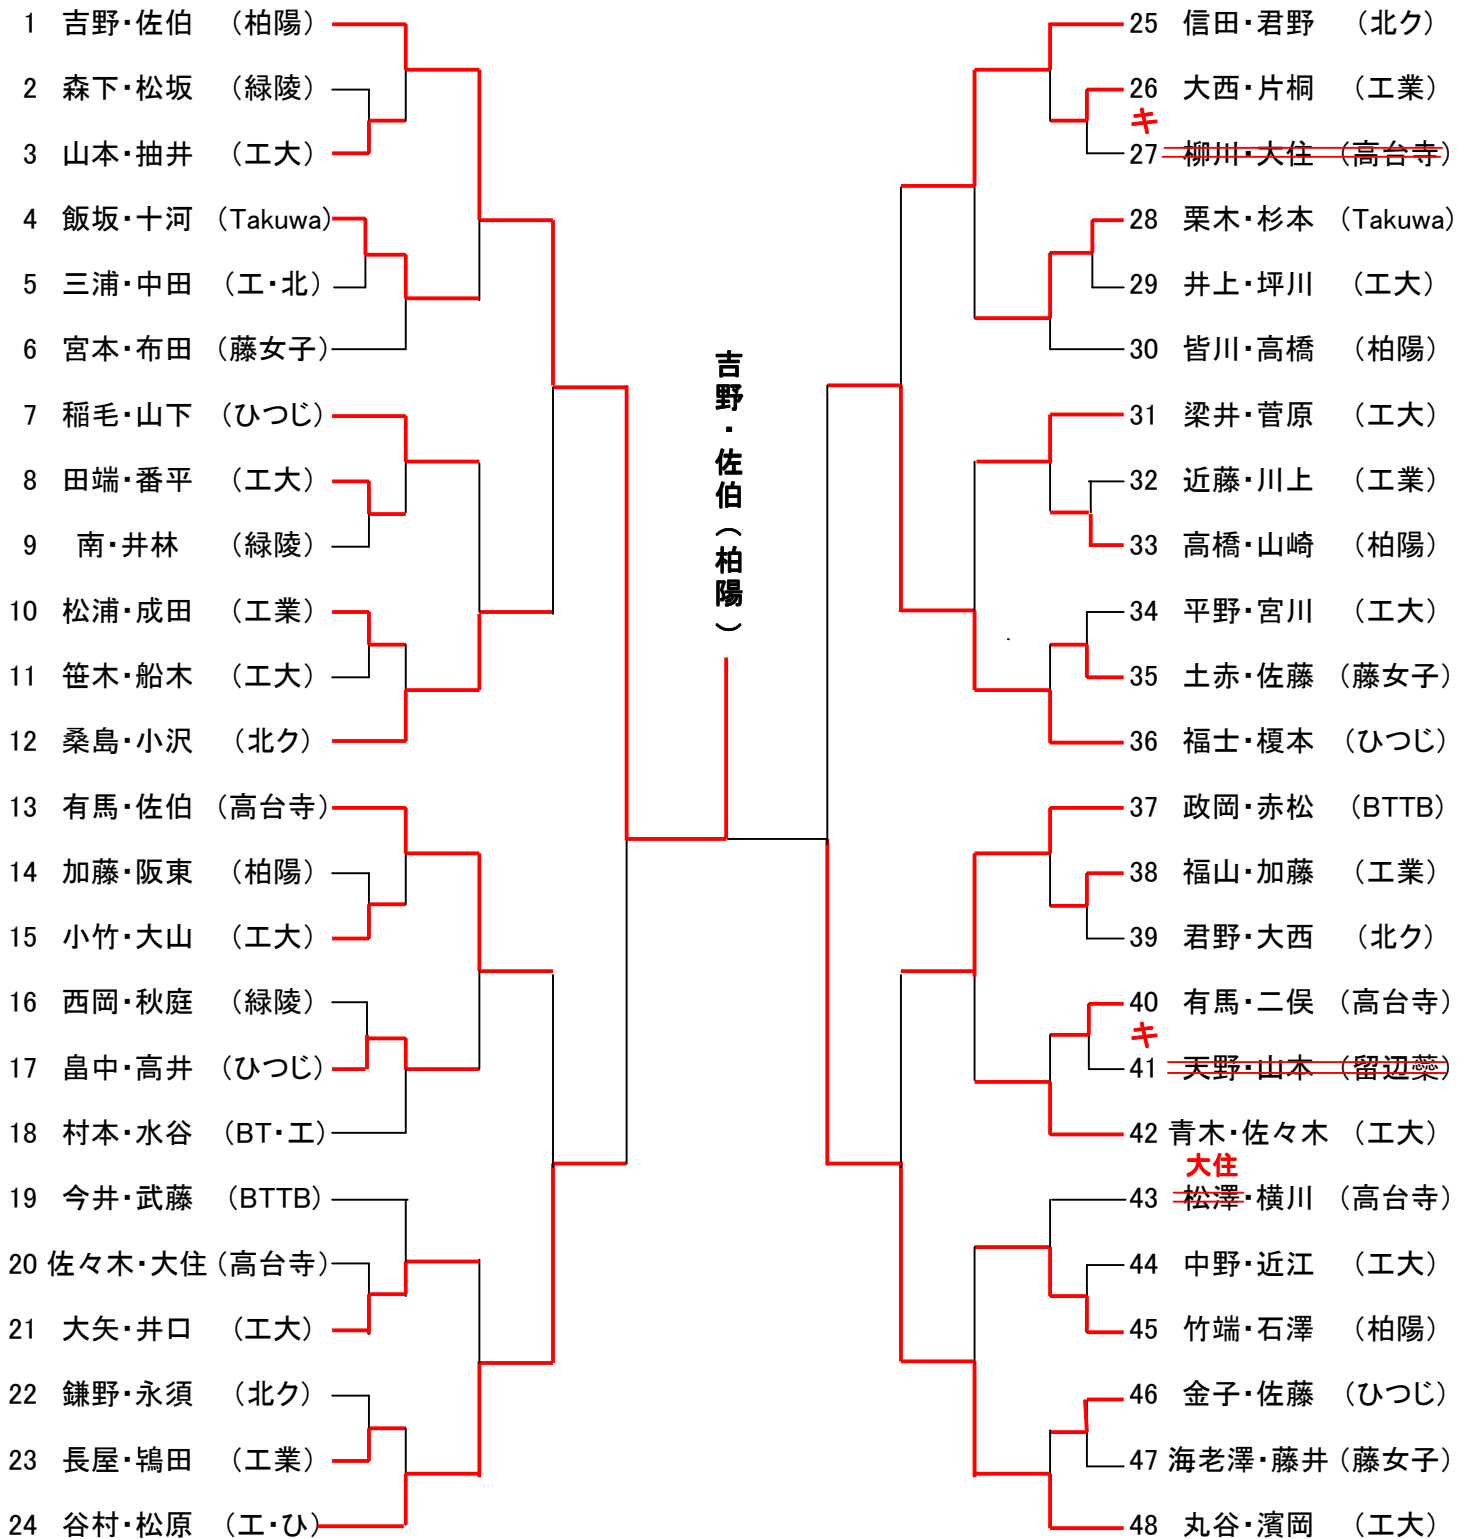 1 吉野・佐伯 （柏陽）
2 森下・松坂 （緑陵）
3 山本・抽井 （工大）
4 飯坂・十河 （Takuwa）
5 三浦・中田 （工・北）
6 宮本・布田 （藤女子）
7 稲毛・山下 （ひつじ）
8 田端・番平 （工大）
9 南・井林 （緑陵）
10 松浦・成田 （工業）
11 笹木・船木 （工大）
12 桑島・小沢 （北ク）
13 有馬・佐伯 （高台寺）
14 加藤・阪東 （柏陽）
15 小竹・大山 （工大）
16 西岡・秋庭 （緑陵）
17 畠中・高井 （ひつじ）
18 村本・水谷 （BT・工）
19 今井・武藤 （BTTB）
20 佐々木・大住 （高台寺）
21 大矢・井口 （工大）
22 鎌野・永須 （北ク）
23 長屋・鴇田 （工業）
24 谷村・松原 （工・ひ）
吉野・佐伯（柏陽）
25 信田・君野 （北ク）
26 大西・片桐 （工業）
キ
27 柳川・大住 （高台寺）
28 栗木・杉本 （Takuwa）
29 井上・坪川 （工大）
30 皆川・高橋 （柏陽）
31 梁井・菅原 （工大）
32 近藤・川上 （工業）
33 高橋・山崎 （柏陽）
34 平野・宮川 （工大）
35 土赤・佐藤 （藤女子）
36 福士・榎本 （ひつじ）
37 政岡・赤松 （BTTB）
38 福山・加藤 （工業）
39 君野・大西 （北ク）
40 有馬・二俣 （高台寺）
キ
41 天野・山本 （留辺蘂）
42 青木・佐々木 （工大）
大住
43 松澤・横川 （高台寺）
44 中野・近江 （工大）
45 竹端・石澤 （柏陽）
46 金子・佐藤 （ひつじ）
47 海老澤・藤井 （藤女子）
48 丸谷・濱岡 （工大）